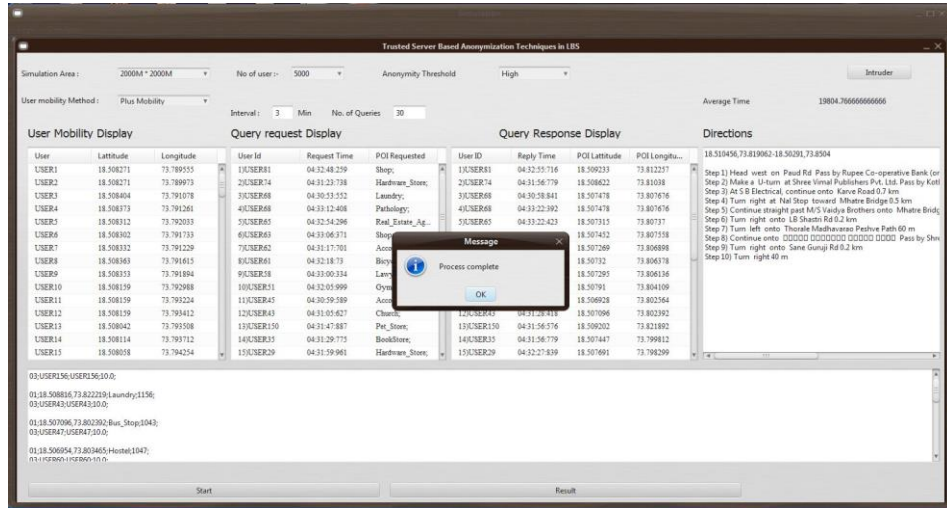 Trusted Server Based Anonymization Techniques in LBS
Simulation Area : 2000M * 2000M No of user :- 5000 Anonymity Threshold High Intruder
User mobility Method : Plus Mobility Average Time 19804.766666666666
Interval : 3 Min No. of Queries 30
User Mobility Display Query request Display Query Response Display Directions
User Lattitude Longitude User Id Request Time POI Requested User ID Reply Time POI Lattitude POI Longitu...
USER1 18.508271 73.789555 1)USER81 04:32:48:259 Shop; 1)USER81 04:32:55:716 18.509233 73.812257
USER2 18.508271 73.789973 2)USER74 04:31:23:738 Hardware_Store; 2)USER74 04:31:56:779 18.508622 73.81038
USER3 18.508404 73.791078 3)USER68 04:30:53:552 Laundry; 3)USER68 04:30:58:841 18.507478 73.807676
USER4 18.508373 73.791261 4)USER68 04:33:12:408 Pathology; 4)USER68 04:33:22:392 18.507478 73.807676
USER5 18.508312 73.792033 5)USER65 04:32:54:296 Real_Estate_Ag... 5)USER65 04:33:22:423 18.507315 73.80737
USER6 18.508302 73.791733 6)USER63 04:33:06:371 18.507452 73.807558
USER7 18.508332 73.791229 7)USER62 04:31:17:701 18.507269 73.806898
USER8 18.508363 73.791615 8)USER61 04:32:18:73 18.50732 73.806378
USER9 18.508353 73.791894 9)USER58 04:33:00:334 18.507295 73.806136
USER10 18.508159 73.792988 10)USER51 04:32:05:999 18.50791 73.804109
USER11 18.508159 73.793224 11)USER45 04:30:59:589 18.506928 73.802564
USER12 18.508159 73.793412 12)USER43 04:31:05:627 Church; 12)USER43 04:31:28:418 18.507096 73.802392
USER13 18.508042 73.793508 13)USER150 04:31:47:887 Pet_Store; 13)USER150 04:31:56:576 18.509202 73.821892
USER14 18.508114 73.793712 14)USER35 04:31:29:775 BookStore; 14)USER35 04:31:56:779 18.507447 73.799812
USER15 18.508058 73.794254 15)USER29 04:31:59:961 Hardware_Store; 15)USER29 04:32:27:839 18.507691 73.798299
Message
Process complete
OK
18.510456,73.819062-18.50291,73.8504
Step 1) Head west on Paud Rd Pass by Rupee Co-operative Bank (or
Step 2) Make a U-turn at Shree Vimal Publishers Pvt. Ltd. Pass by Kotl
Step 3) At S B Electrical, continue onto Karve Road 0.7 km
Step 4) Turn right at Nal Stop toward Mhatre Bridge 0.5 km
Step 5) Continue straight past M/S Vaidya Brothers onto Mhatre Bridg
Step 6) Turn right onto LB Shastri Rd 0.2 km
Step 7) Turn left onto Thorale Madhavarao Peshve Path 60 m
Step 8) Continue onto Pass by Shre
Step 9) Turn right onto Sane Guruji Rd 0.2 km
Step 10) Turn right 40 m
03;USER156;USER156;10.0;
01;18.508816,73.822219;Laundry;1156;
03;USER43;USER43;10.0;
01;18.507096,73.802392;Bus_Stop;1043;
03;USER47;USER47;10.0;
01;18.506954,73.803465;Hostel;1047;
03;USER60;USER60;10.0;
Start Result